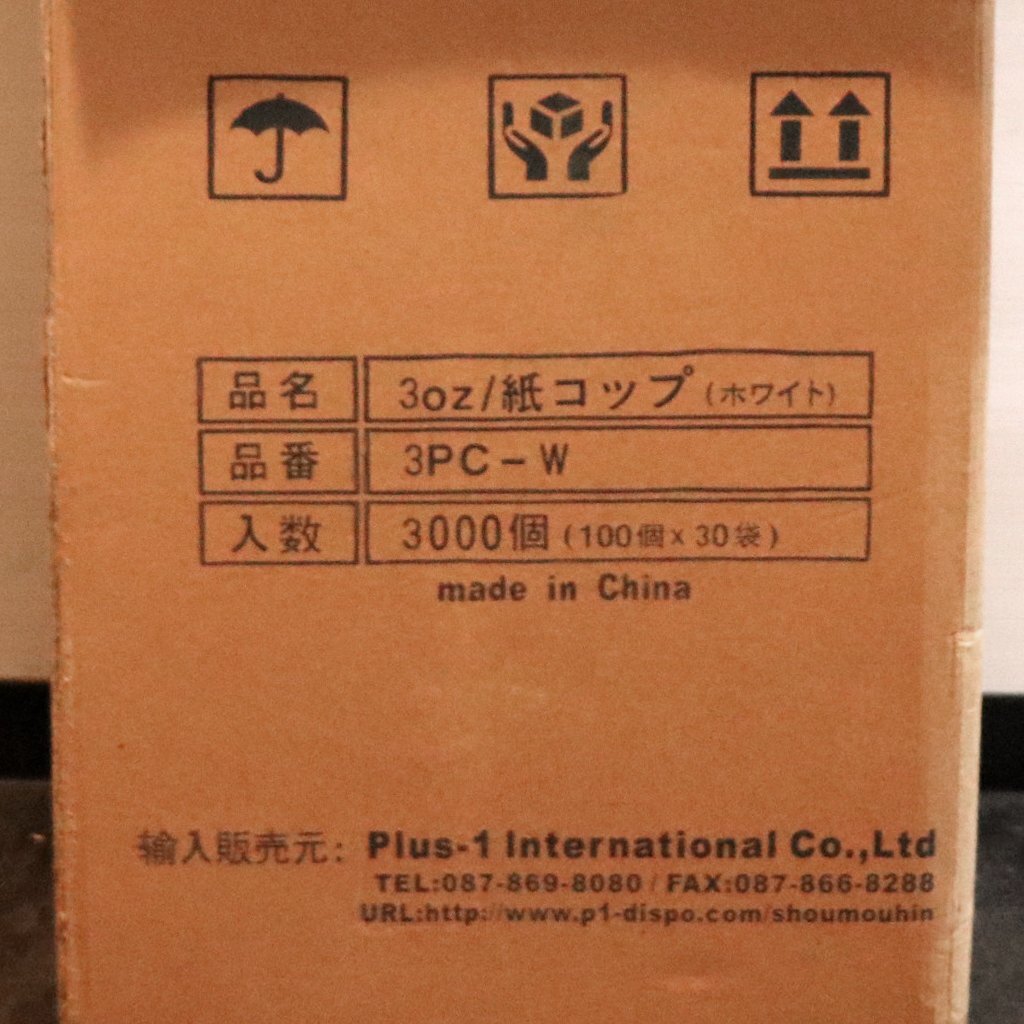 品名 3oz/紙コップ(ホワイト)
品番 3PC-W
入数 3000個(100個×30袋)
made in China
输入販売元: Plus-1 International Co.,Ltd
TEL:087-869-8080 / FAX:087-866-8288
URL:http://www.p1-dispo.com/shoumouhin